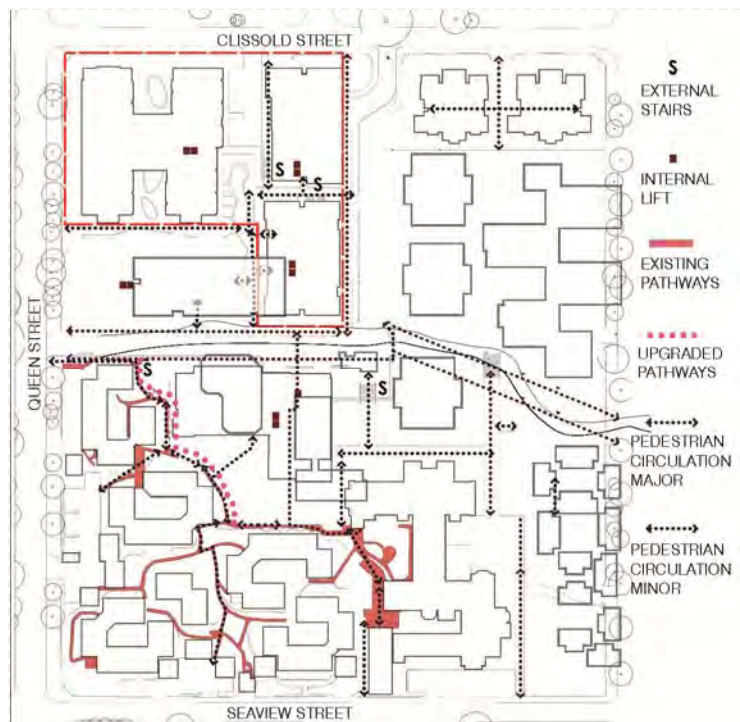 CLISSOLD STREET
S
EXTERNAL
STAIRS
INTERNAL
LIFT
EXISTING
PATHWAYS
UPGRADED
PATHWAYS
PEDESTRIAN
CIRCULATION
MAJOR
PEDESTRIAN
CIRCULATION
MINOR
S
S
QUEEN STREET
S
S
SEAVIEW STREET